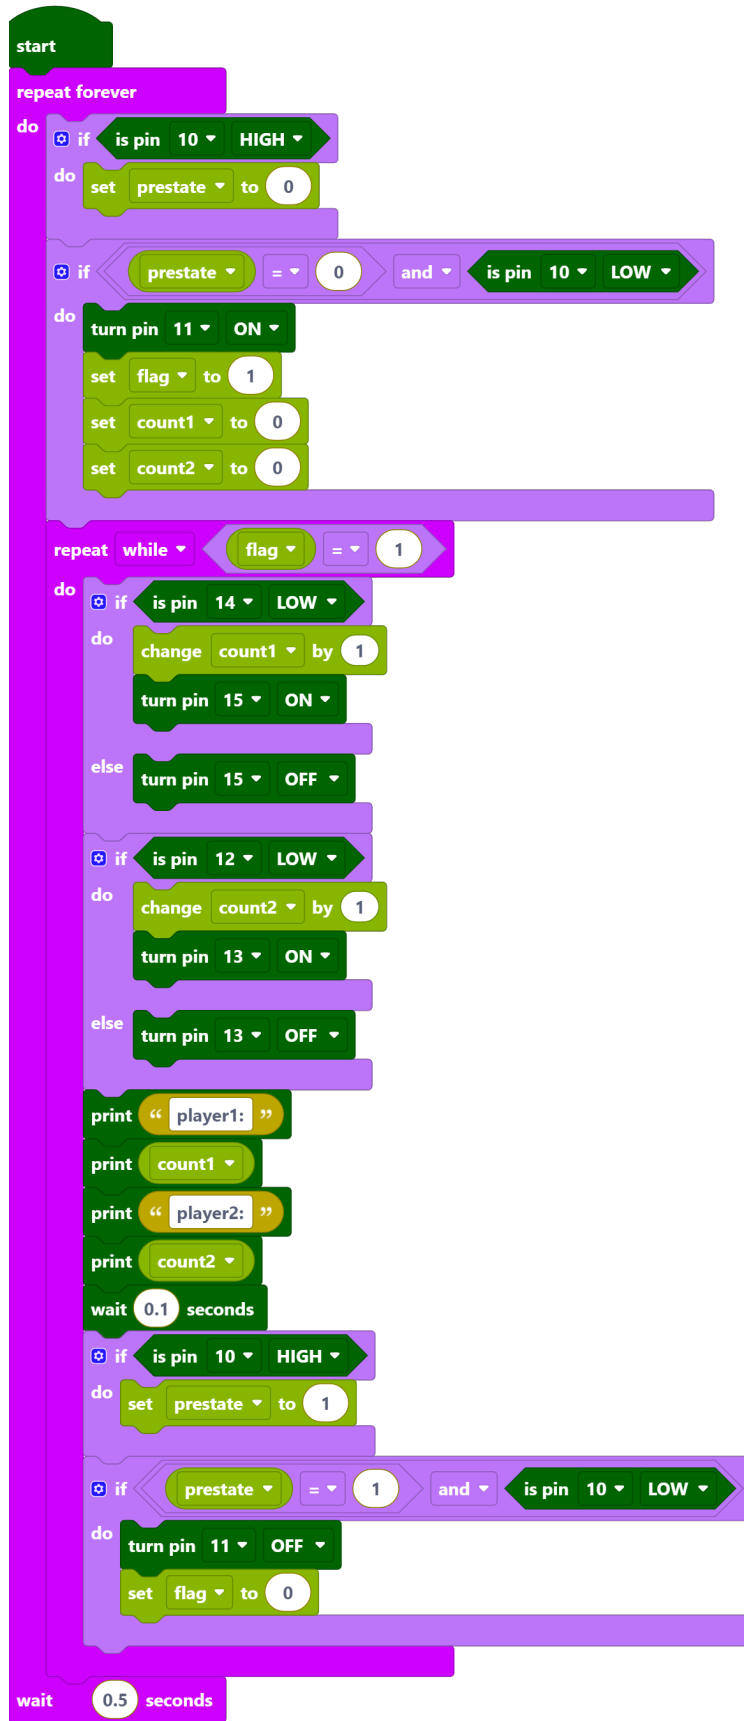 start
repeat forever
do if is pin 10 HIGH
do set prestate to 0
if prestate = 0 and is pin 10 LOW
do turn pin 11 ON
set flag to 1
set count1 to 0
set count2 to 0
repeat while flag = 1
do if is pin 14 LOW
do change count1 by 1
turn pin 15 ON
else turn pin 15 OFF
if is pin 12 LOW
do change count2 by 1
turn pin 13 ON
else turn pin 13 OFF
print “ player1: ”
print count1
print “ player2: ”
print count2
wait 0.1 seconds
if is pin 10 HIGH
do set prestate to 1
if prestate = 1 and is pin 10 LOW
do turn pin 11 OFF
set flag to 0
wait 0.5 seconds